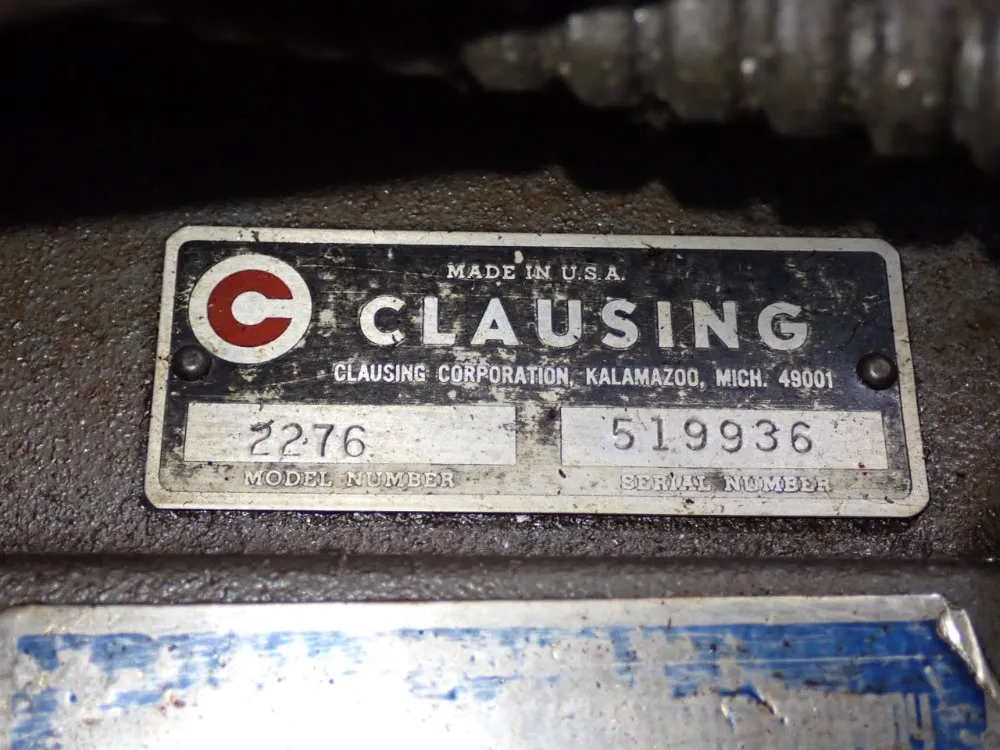 MADE IN U.S.A.
C CLAUSING
CLAUSING CORPORATION, KALAMAZOO, MICH. 49001
2276 519936
MODEL NUMBER SERIAL NUMBER